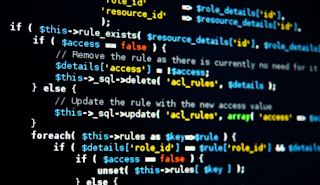 'role_id' => $role_details['id'],
'resource_id' => $resource_details['id'],
);
if ( $this->rule_exists( $resource_details['id'], $role_details['id'
if ( $access == false ) {
// Remove the rule as there is currently no need for it
$details['access'] = !$access;
$this->_sql->delete( 'acl_rules', $details );
} else {
// Update the rule with the new access value
$this->_sql->update( 'acl_rules', array( 'access' =>
}
foreach( $this->rules as $key=>$rule ) {
if ( $details['role_id'] == $rule['role_id'] && $details
if ( $access == false ) {
unset( $this->rules[ $key ] );
} else {